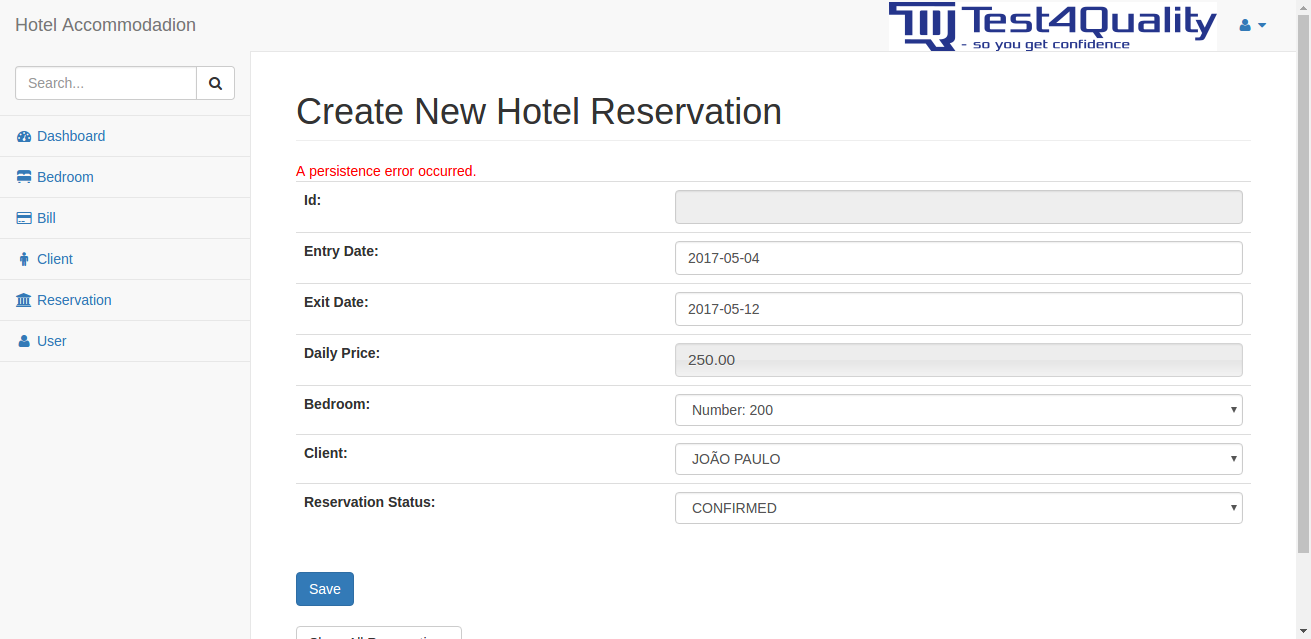 Hotel Accommodadion
Test4Quality
- so you get confidence
Search...
Dashboard
Bedroom
Bill
Client
Reservation
User
Create New Hotel Reservation
A persistence error occurred.
Id:
Entry Date: 2017-05-04
Exit Date: 2017-05-12
Daily Price: 250.00
Bedroom: Number: 200
Client: JOÃO PAULO
Reservation Status: CONFIRMED
Save